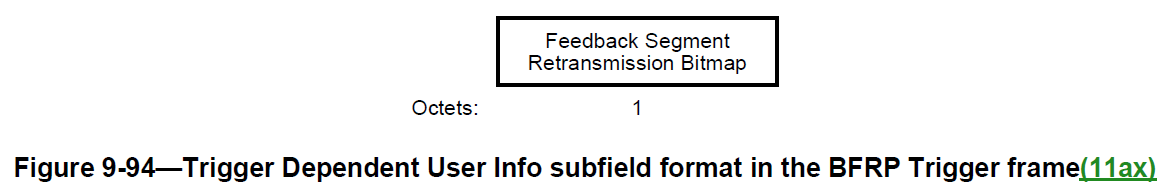 Feedback Segment
Retransmission Bitmap
Octets: 1
Figure 9-94—Trigger Dependent User Info subfield format in the BFRP Trigger frame(11ax)